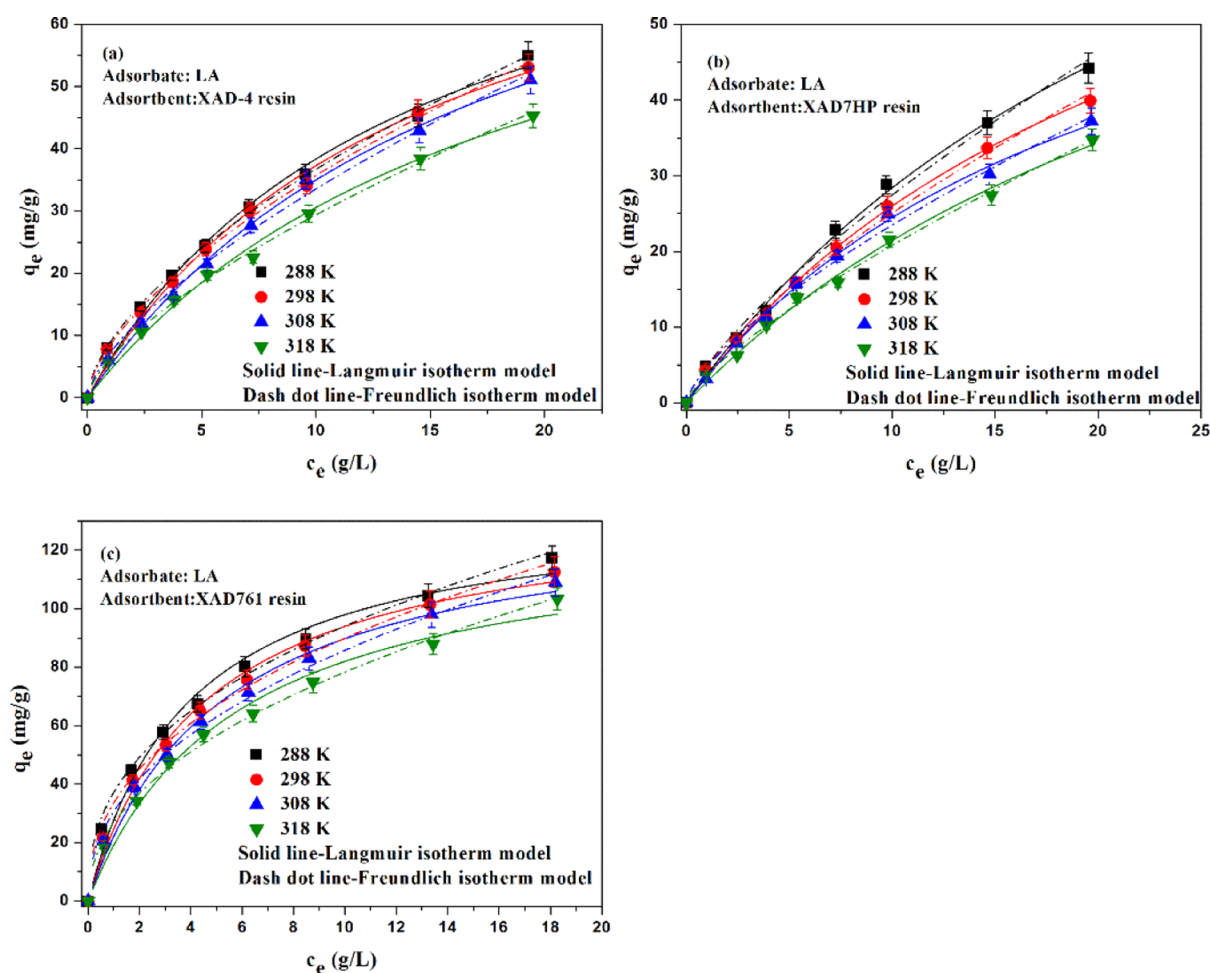 (a)
Adsorbate: LA
Adsortbent:XAD-4 resin
288 K
298 K
308 K
318 K
Solid line-Langmuir isotherm model
Dash dot line-Freundlich isotherm model
60
50
40
30
20
10
0
qe (mg/g)
0 5 10 15 20
ce (g/L)
(b)
Adsorbate: LA
Adsortbent:XAD7HP resin
288 K
298 K
308 K
318 K
Solid line-Langmuir isotherm model
Dash dot line-Freundlich isotherm model
50
40
30
20
10
0
qe (mg/g)
0 5 10 15 20 25
ce (g/L)
(c)
Adsorbate: LA
Adsortbent:XAD761 resin
288 K
298 K
308 K
318 K
Solid line-Langmuir isotherm model
Dash dot line-Freundlich isotherm model
120
100
80
60
40
20
0
qe (mg/g)
0 2 4 6 8 10 12 14 16 18 20
ce (g/L)